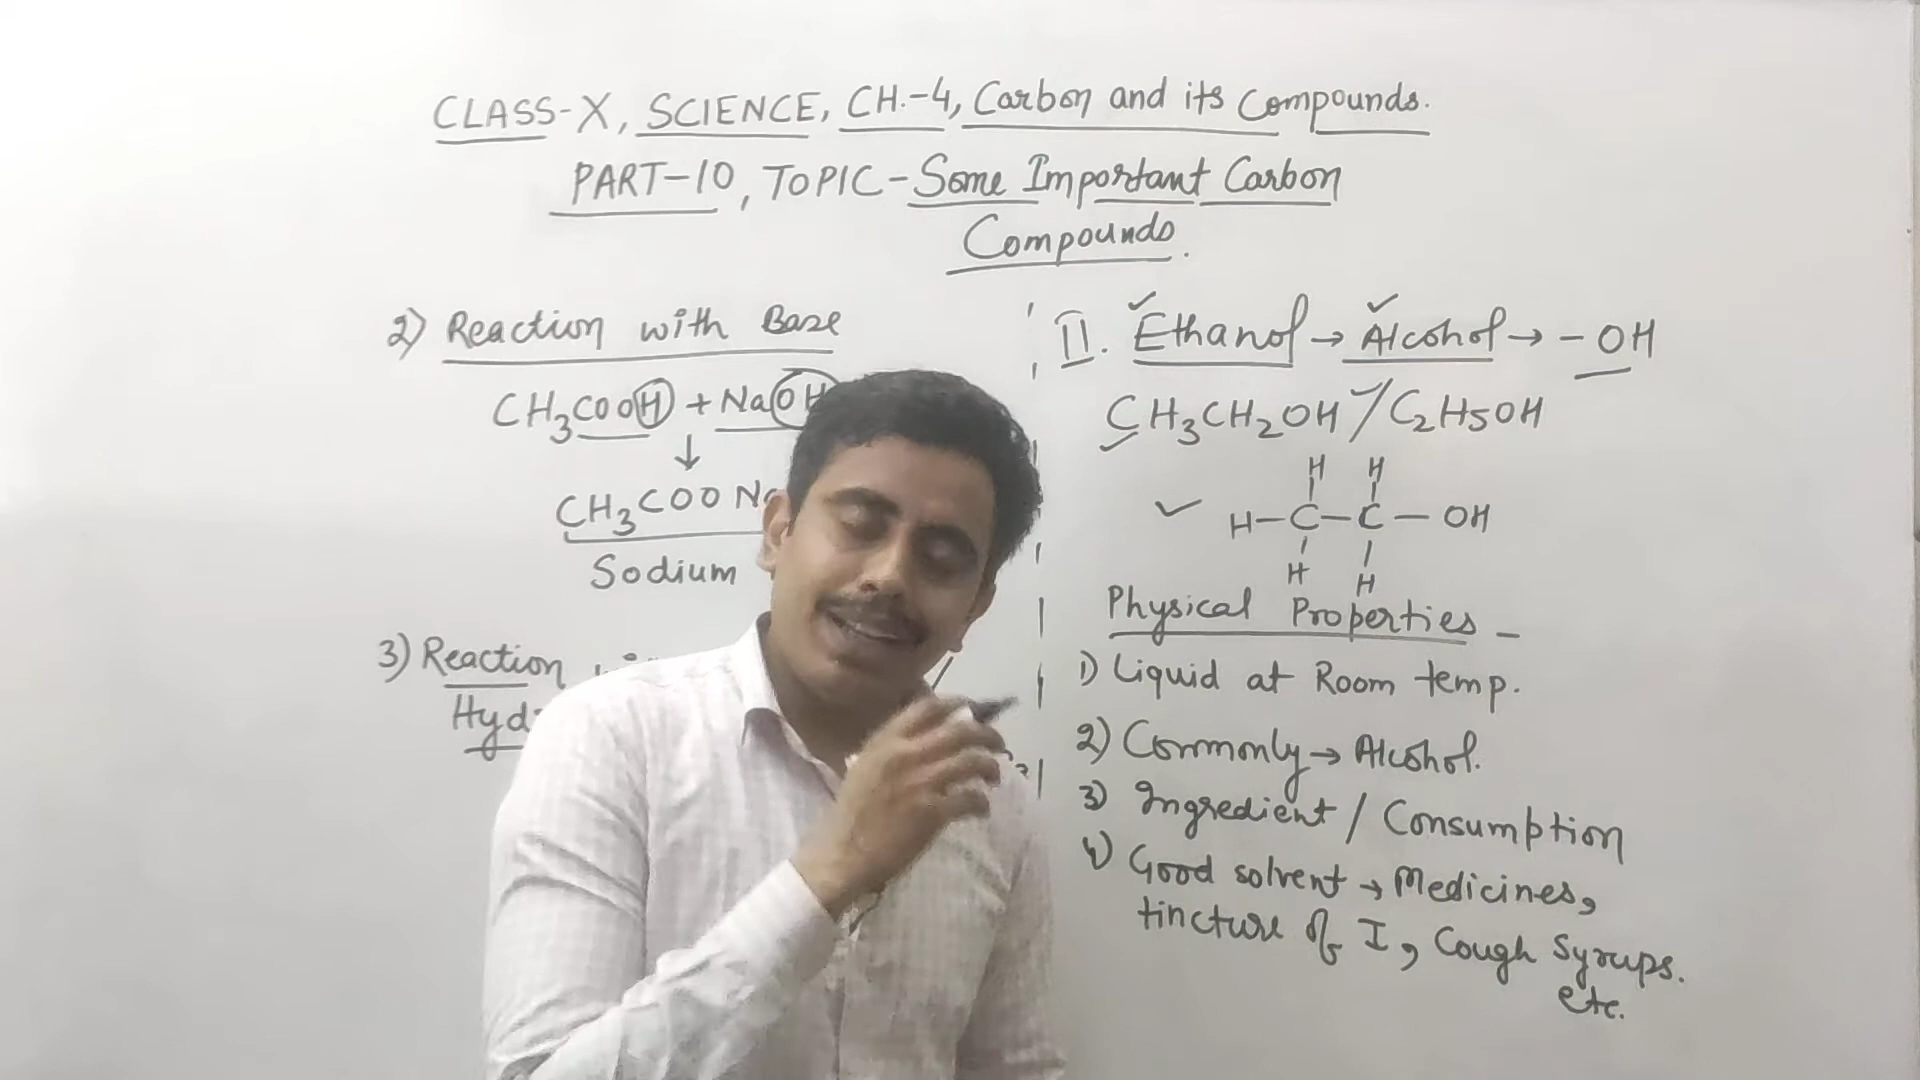 CLASS-X, SCIENCE, CH.-4, Carbon and its Compounds.
PART-10, TOPIC-Some Important Carbon
Compounds.
2) Reaction with Base
CH3COOH + NaOH
↓
CH3COO Na
Sodium
3) Reaction
II. Ethanol → Alcohol → - OH
CH3CH2OH / C2H5OH
H H
H-C-C-OH
H H
Physical Properties -
1) Liquid at Room temp.
2) Commonly → Alcohol.
3) Ingredient / Consumption
4) Good solvent → Medicines,
tincture of I, Cough Syrups.
etc.